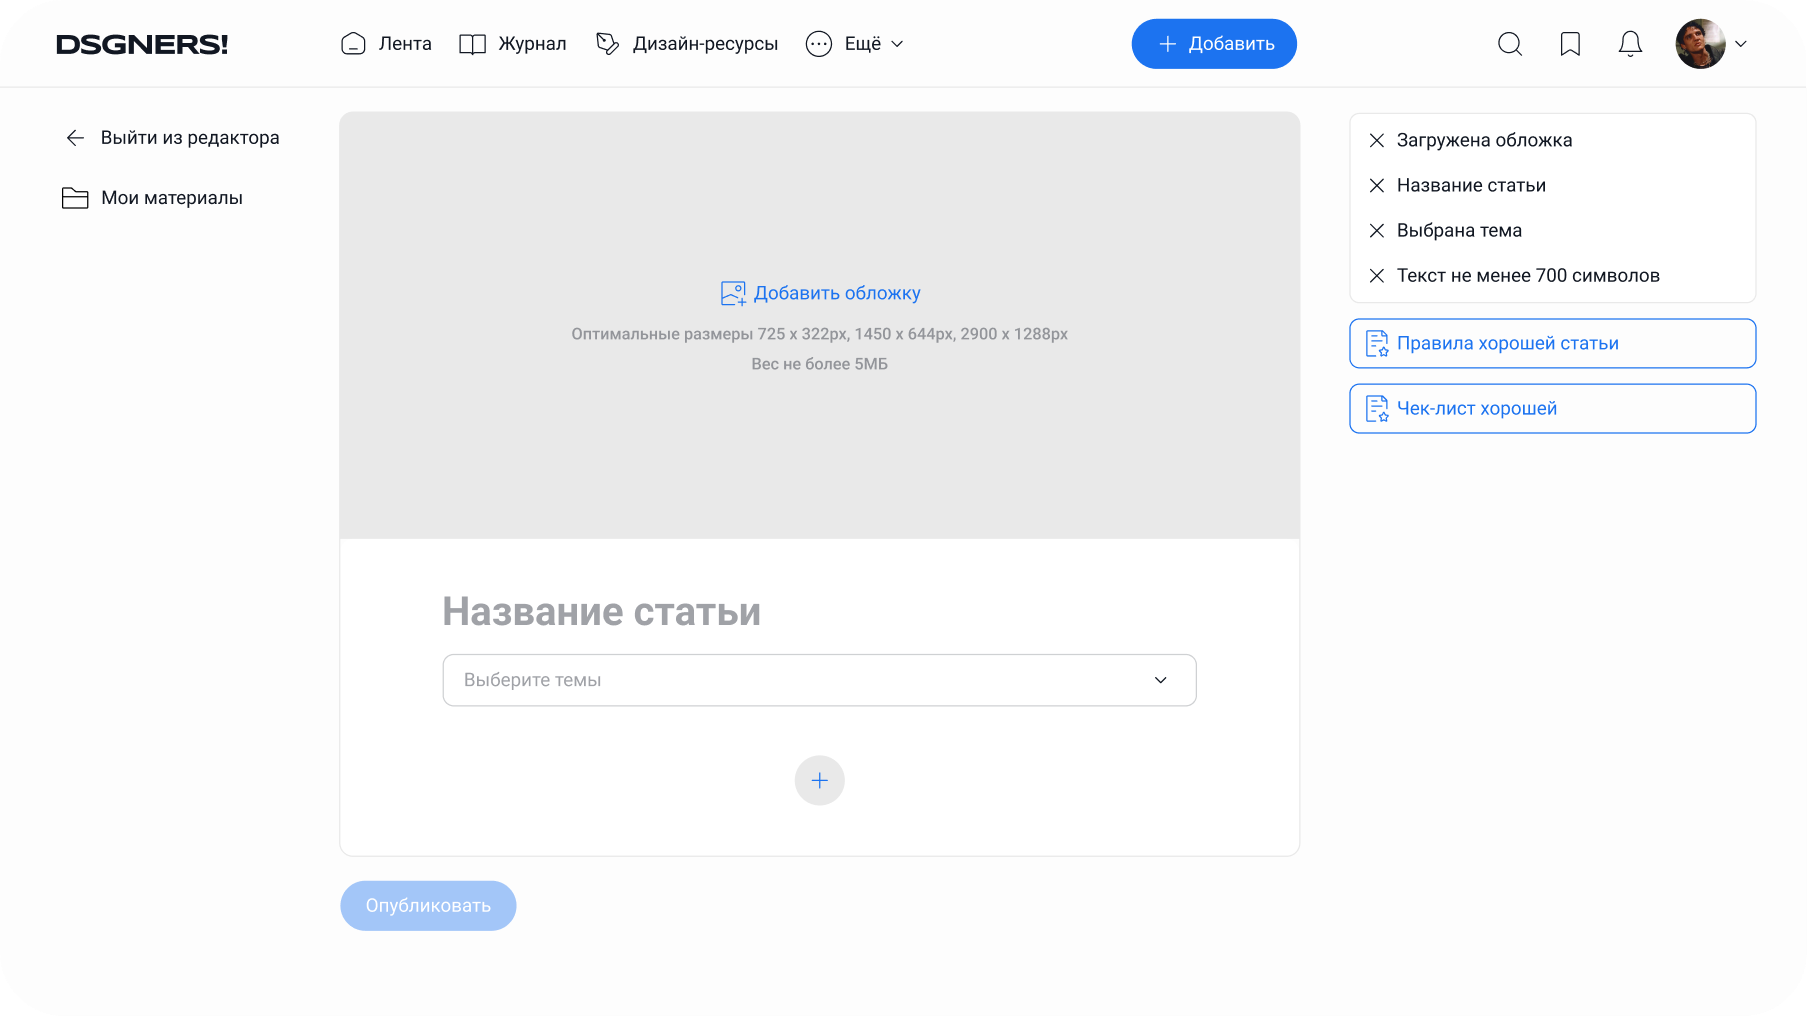 DSGNERS!
Лента
Журнал
Дизайн-ресурсы
Ещё
Добавить
Выйти из редактора
Мои материалы
Добавить обложку
Оптимальные размеры 725 x 322px, 1450 x 644px, 2900 x 1288px
Вес не более 5МБ
Название статьи
Выберите темы
Опубликовать
Загружена обложка
Название статьи
Выбрана тема
Текст не менее 700 символов
Правила хорошей статьи
Чек-лист хорошей